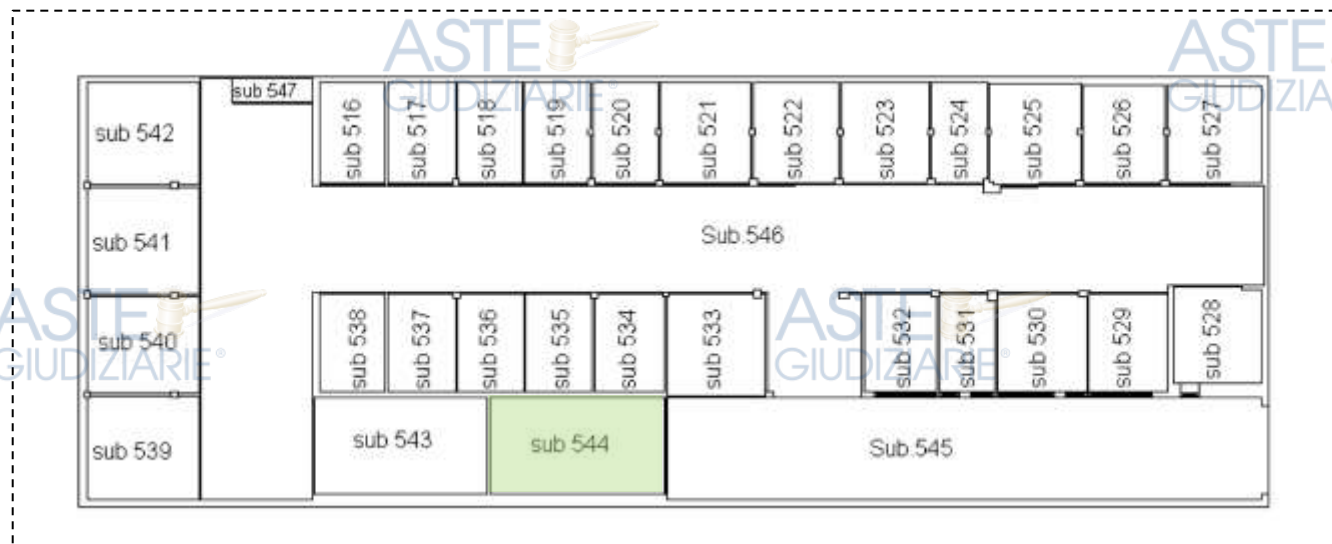 ASTE
GIUDIZIARIE®
ASTE
GIUDIZIA
sub 547
sub 516
sub 517
sub 518
sub 519
sub 520
sub 521
sub 522
sub 523
sub 524
sub 525
sub 526
sub 527
sub 542
sub 541
Sub.546
ASTE
GIUDIZIARIE®
ASTE
GIUDIZIARIE®
sub 540
sub 538
sub 537
sub 536
sub 535
sub 534
sub 533
sub 532
sub 531
sub 530
sub 529
sub 528
sub 539
sub 543
sub 544
Sub.545